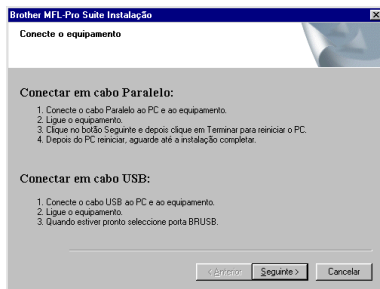 Brother MFL-Pro Suite Instalação
Conecte o equipamento
Conectar em cabo Paralelo:
1. Conecte o cabo Paralelo ao PC e ao equipamento.
2. Ligue o equipamento.
3. Clique no botão Seguinte e depois clique em Terminar para reiniciar o PC.
4. Depois do PC reiniciar, aguarde até a instalação completar.
Conectar em cabo USB:
1. Conecte o cabo USB ao PC e ao equipamento.
2. Ligue o equipamento.
3. Quando estiver pronto seleccione porta BRUSB.
< Anterior Seguinte > Cancelar